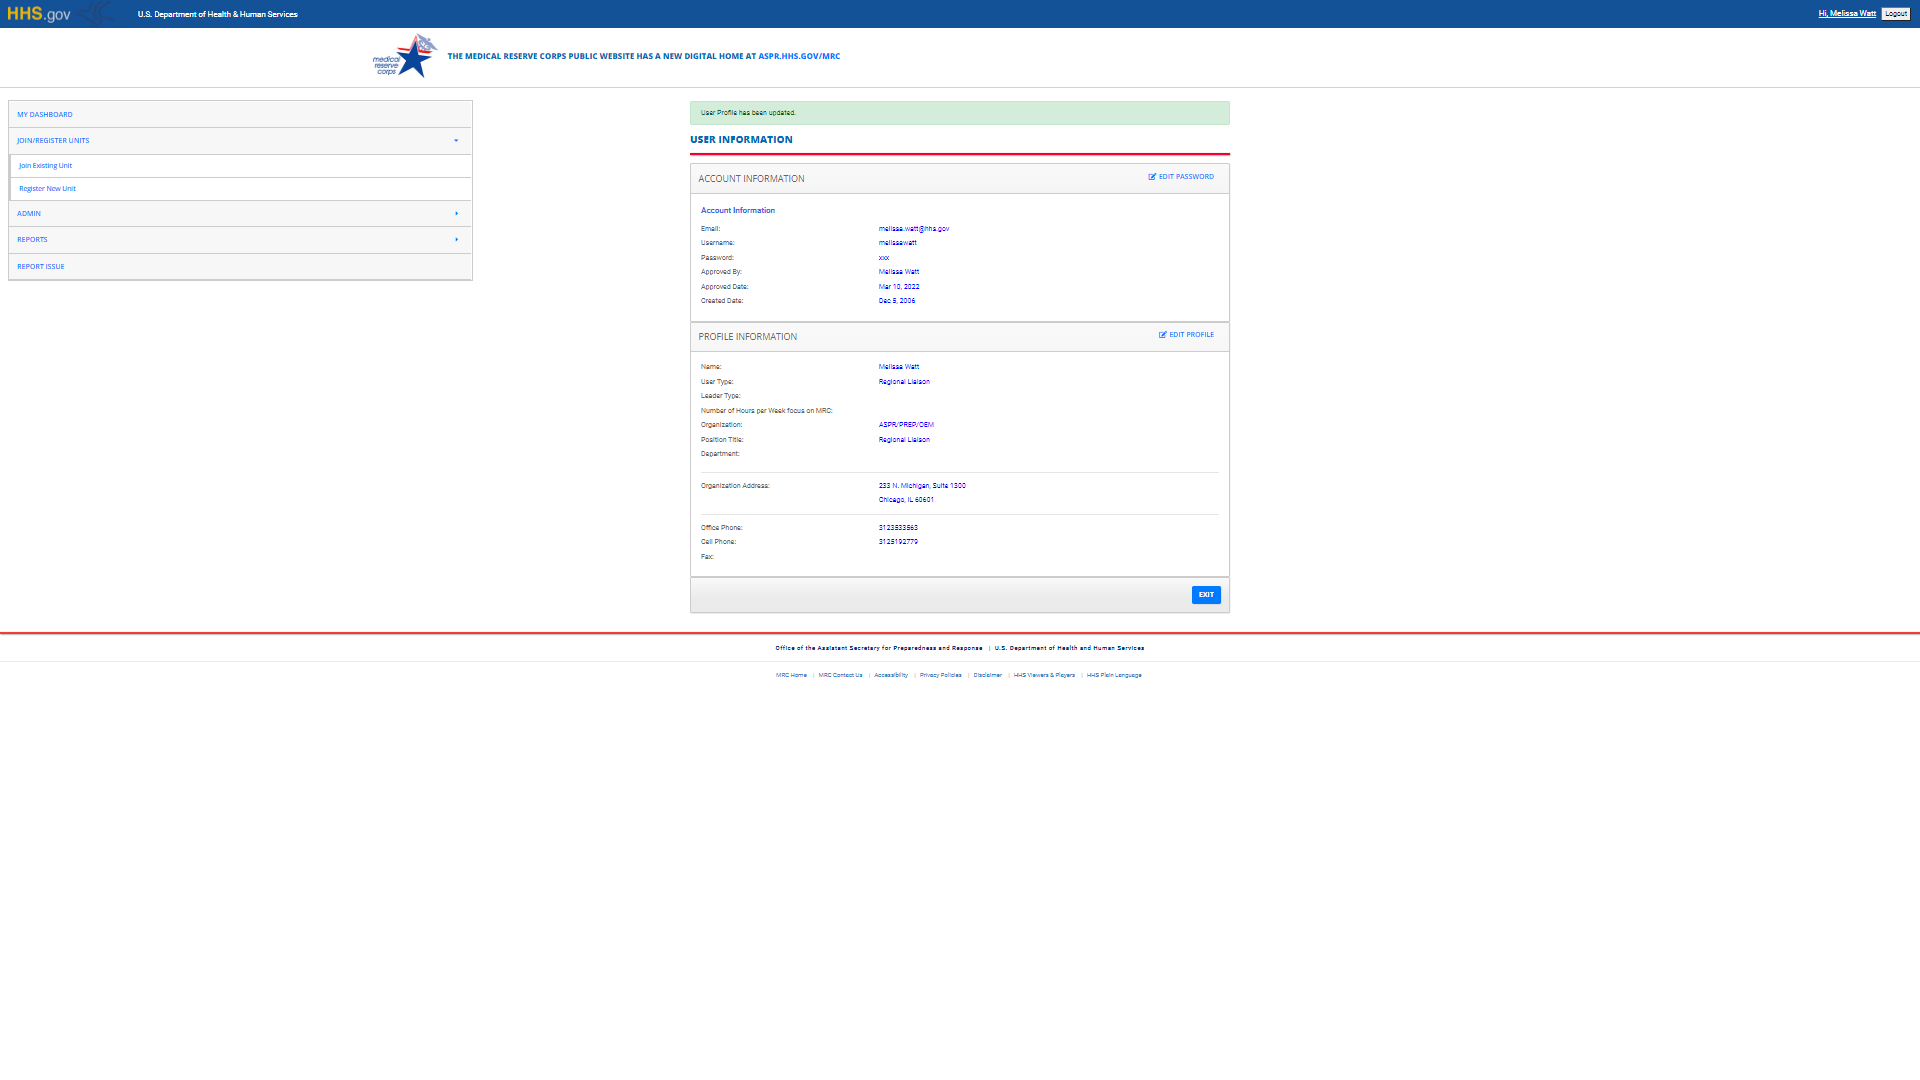 HHS.gov
U.S. Department of Health & Human Services
Hi, Melissa Watt Logout
medical
reserve
corps
THE MEDICAL RESERVE CORPS PUBLIC WEBSITE HAS A NEW DIGITAL HOME AT ASPR.HHS.GOV/MRC
MY DASHBOARD
JOIN/REGISTER UNITS
Join Existing Unit
Register New Unit
ADMIN
REPORTS
REPORT ISSUE
User Profile has been updated.
USER INFORMATION
ACCOUNT INFORMATION EDIT PASSWORD
Account Information
Email: melissa.watt@hhs.gov
Username: melissawatt
Password: xxx
Approved By: Melissa Watt
Approved Date: Mar 10, 2022
Created Date: Dec 5, 2006
PROFILE INFORMATION EDIT PROFILE
Name: Melissa Watt
User Type: Regional Liaison
Leader Type:
Number of Hours per Week focus on MRC:
Organization: ASPR/PREP/OEM
Position Title: Regional Liaison
Department:
Organization Address: 233 N. Michigan, Suite 1300
Chicago, IL 60601
Office Phone: 3123533563
Cell Phone: 3125192779
Fax:
EXIT
Office of the Assistant Secretary for Preparedness and Response | U.S. Department of Health and Human Services
MRC Home | MRC Contact Us | Accessibility | Privacy Policies | Disclaimer | HHS Viewers & Players | HHS Plain Language